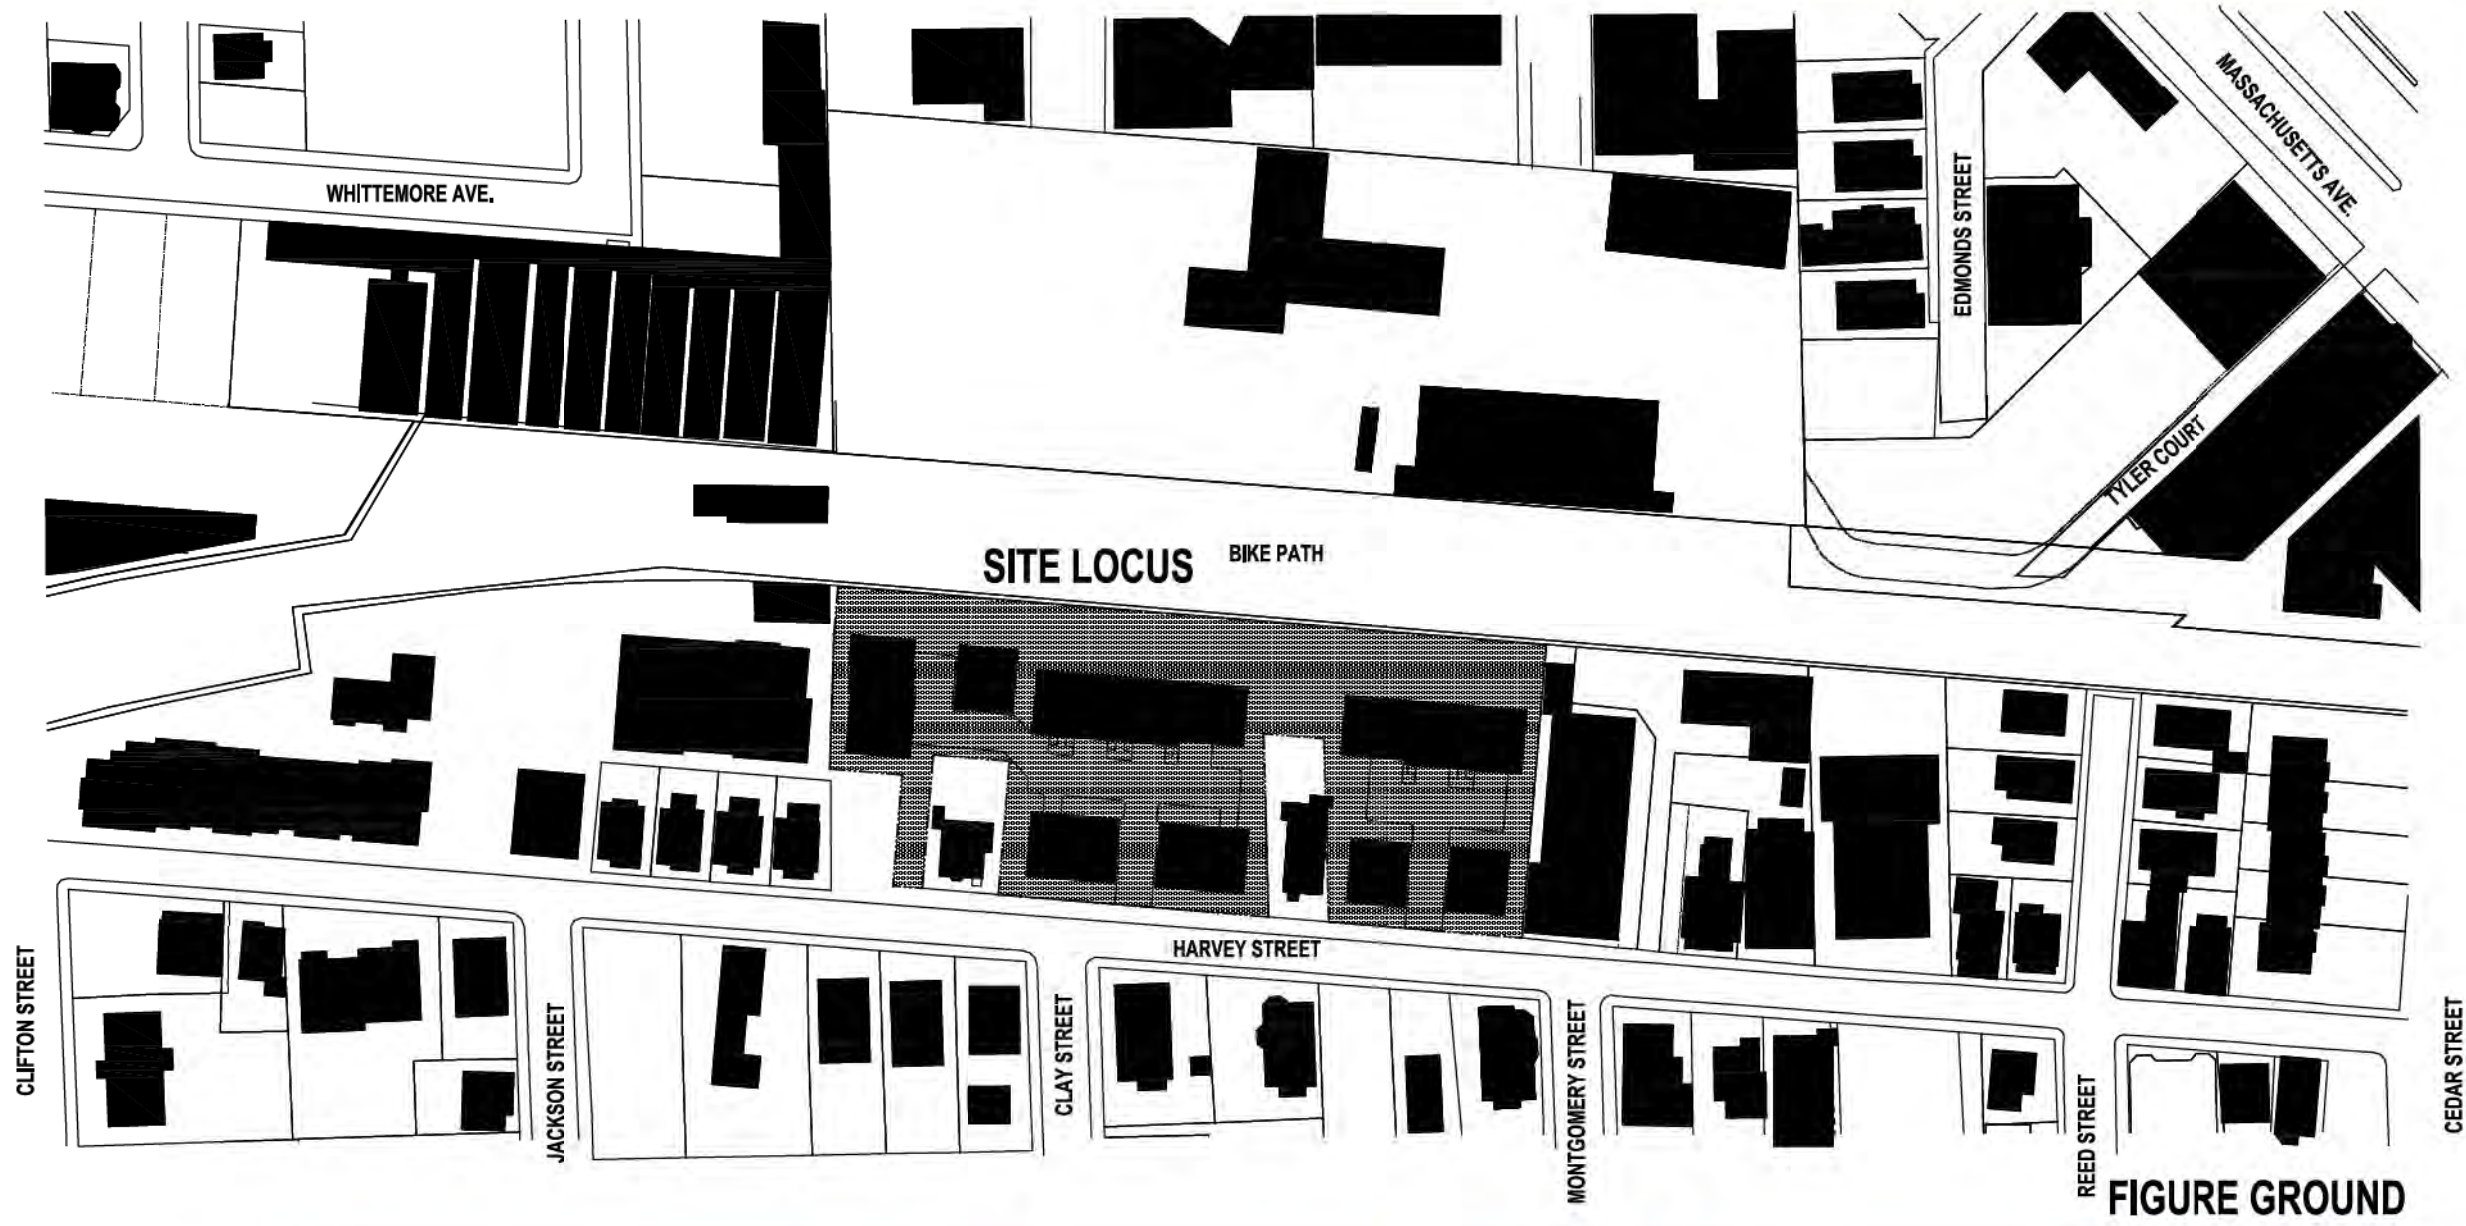 MASSACHUSETTS AVE.
WHITTEMORE AVE.
EDMONDS STREET
TYLER COURT
SITE LOCUS
BIKE PATH
HARVEY STREET
CLIFTON STREET
JACKSON STREET
CLAY STREET
MONTGOMERY STREET
REED STREET
CEDAR STREET
FIGURE GROUND